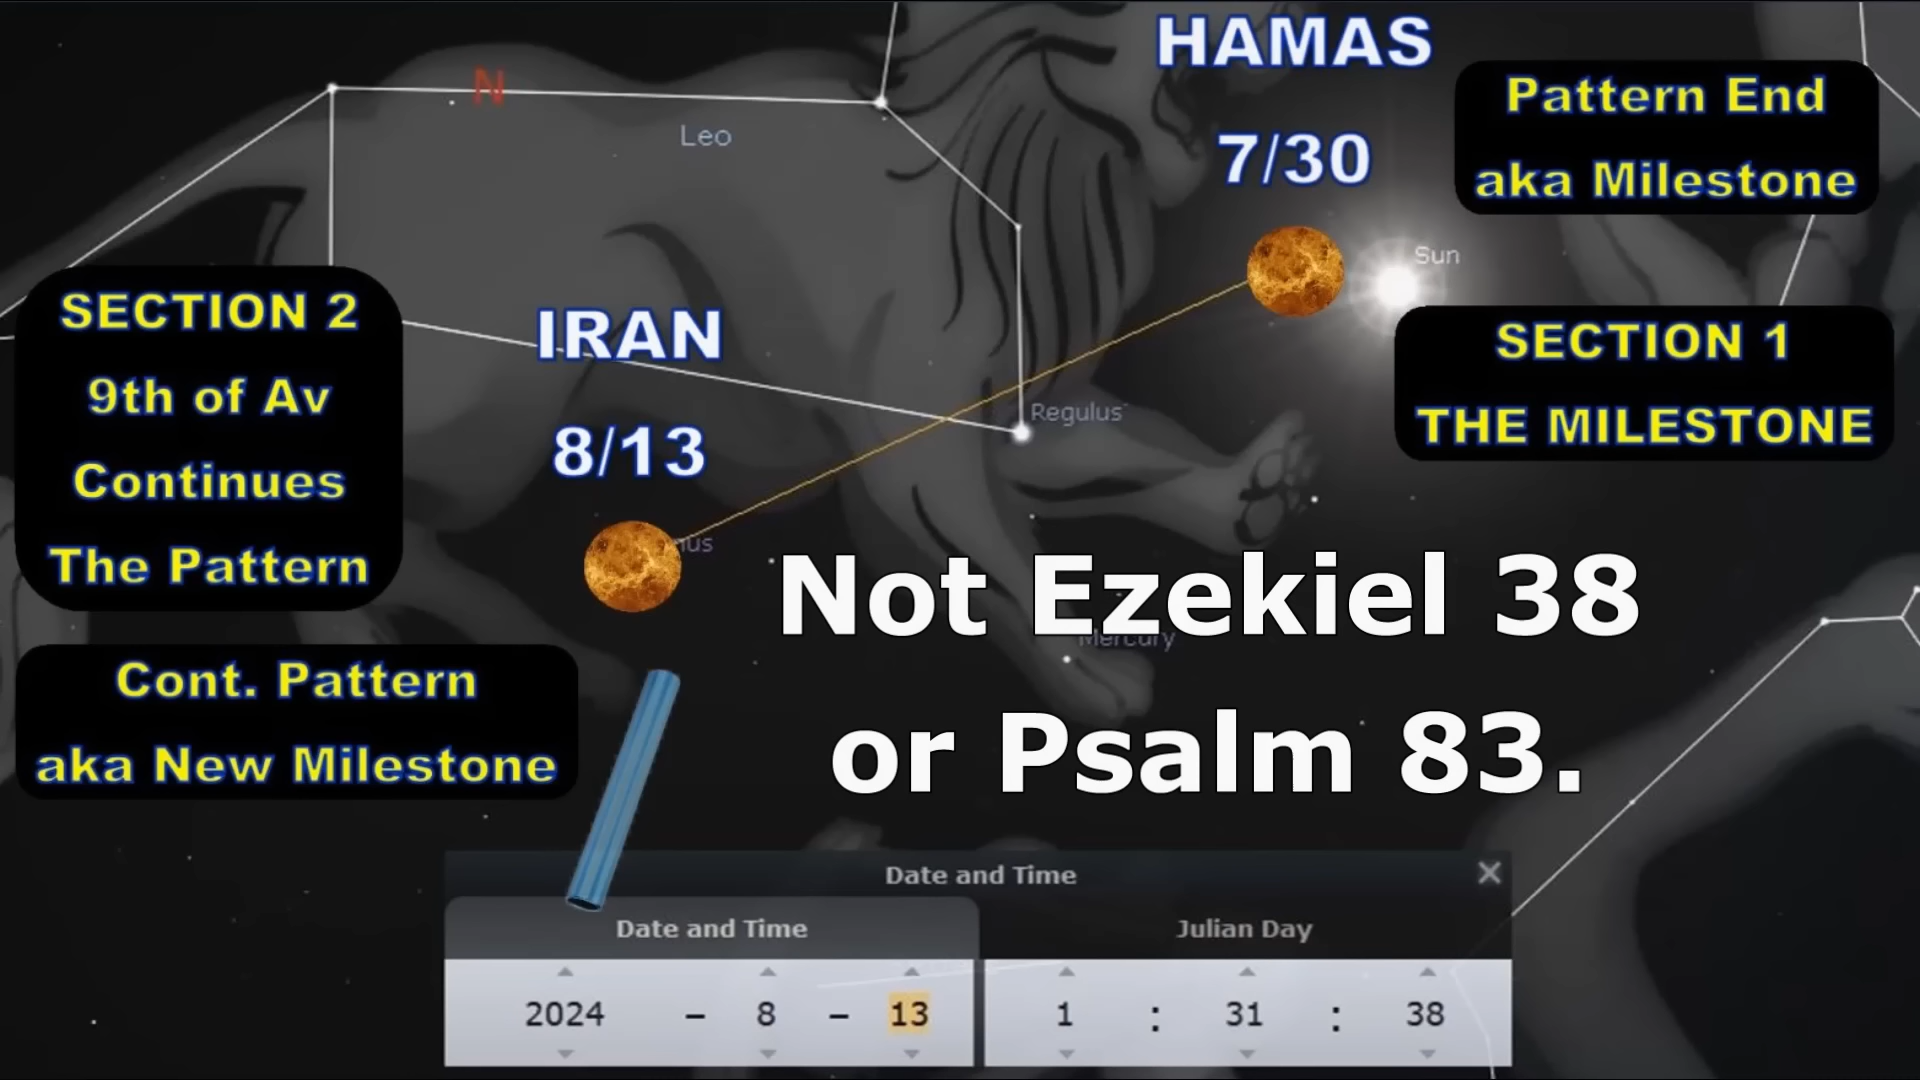 HAMAS
7/30
Pattern End
aka Milestone
N
Leo
Sun
SECTION 1
THE MILESTONE
SECTION 2
9th of Av
Continues
The Pattern
IRAN
8/13
Regulus
nus
Not Ezekiel 38
or Psalm 83.
Mercury
Cont. Pattern
aka New Milestone
Date and Time
Date and Time
Julian Day
2024 - 8 - 13
1 : 31 : 38